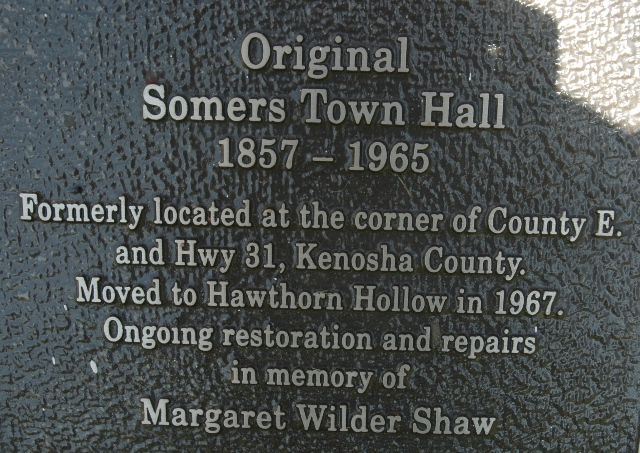 Original
Somers Town Hall
1857 – 1965
Formerly located at the corner of County E.
and Hwy 31, Kenosha County.
Moved to Hawthorn Hollow in 1967.
Ongoing restoration and repairs
in memory of
Margaret Wilder Shaw